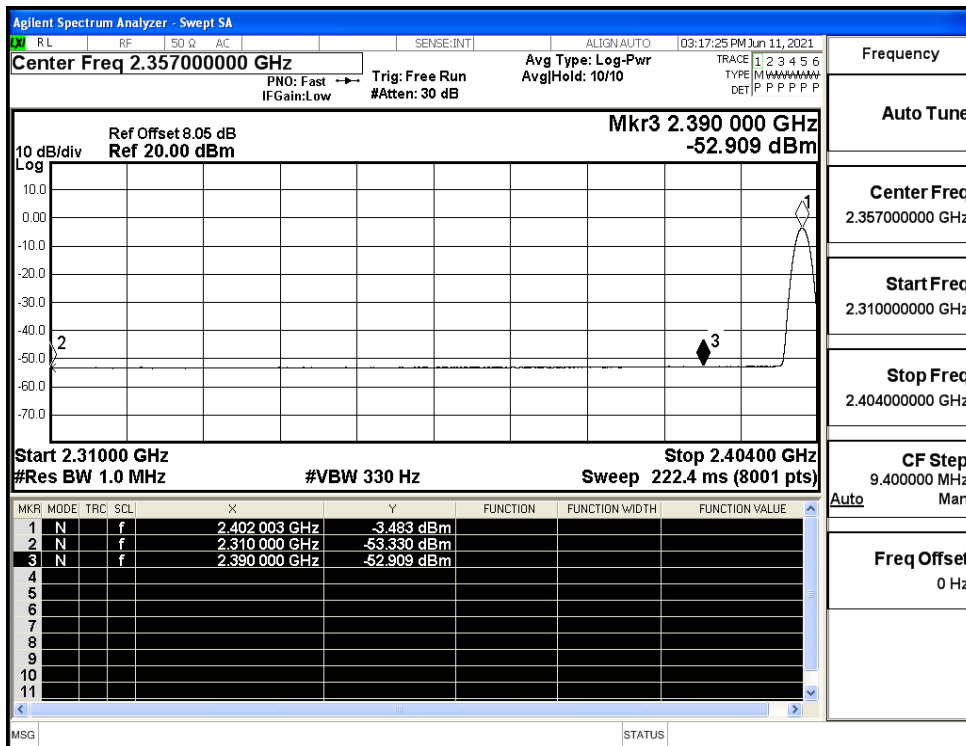 Agilent Spectrum Analyzer - Swept SA
LXI RL RF 50 Ω AC SENSE:INT ALIGNAUTO 03:17:25 PM Jun 11, 2021
Center Freq 2.357000000 GHz
PNO: Fast
IFGain:Low
Trig: Free Run
#Atten: 30 dB
Avg Type: Log-Pwr
Avg|Hold: 10/10
TRACE 1 2 3 4 5 6
TYPE M WWWWW
DET P P P P P P
Ref Offset 8.05 dB
Ref 20.00 dBm
10 dB/div
Log
Mkr3 2.390 000 GHz
-52.909 dBm
10.0
0.00
-10.0
-20.0
-30.0
-40.0
-50.0
-60.0
-70.0
1
2
3
Start 2.31000 GHz Stop 2.40400 GHz
#Res BW 1.0 MHz #VBW 330 Hz Sweep 222.4 ms (8001 pts)
MKR MODE TRC SCL X Y FUNCTION FUNCTION WIDTH FUNCTION VALUE
1 N f 2.402 003 GHz -3.483 dBm
2 N f 2.310 000 GHz -53.330 dBm
3 N f 2.390 000 GHz -52.909 dBm
4
5
6
7
8
9
10
11
MSG STATUS
Frequency
Auto Tune
Center Freq
2.357000000 GHz
Start Freq
2.310000000 GHz
Stop Freq
2.404000000 GHz
CF Step
9.400000 MHz
Auto Man
Freq Offset
0 Hz